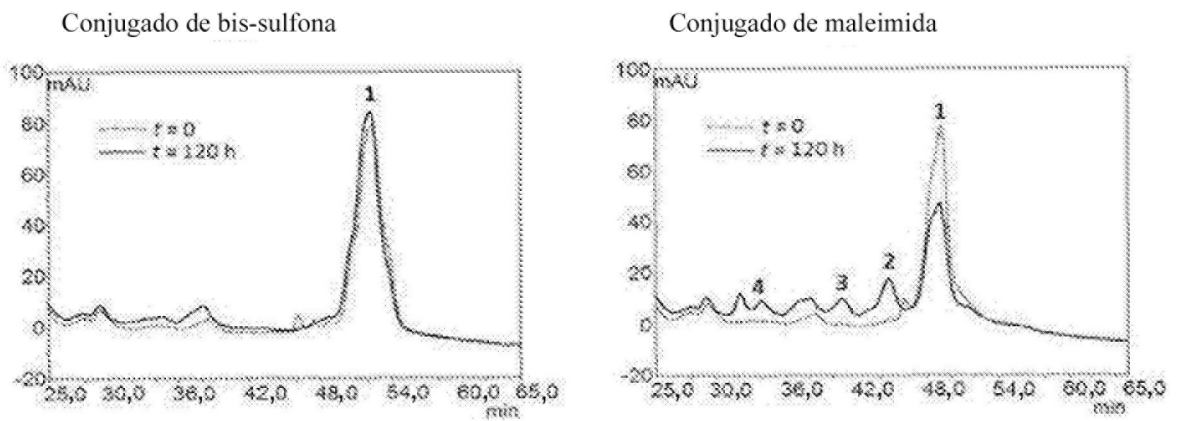 Conjugado de bis-sulfona
100
mAU
80
60
40
20
0
-20
1
t = 0
t = 120 h
25,0 30,0 36,0 42,0 48,0 54,0 60,0 65,0
min
Conjugado de maleimida
100
mAU
80
60
40
20
0
-20
1
2
3
4
t = 0
t = 120 h
25,0 30,0 36,0 42,0 48,0 54,0 60,0 65,0
min